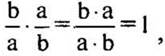 b/a · a/b = b·a/a·b = 1 ,